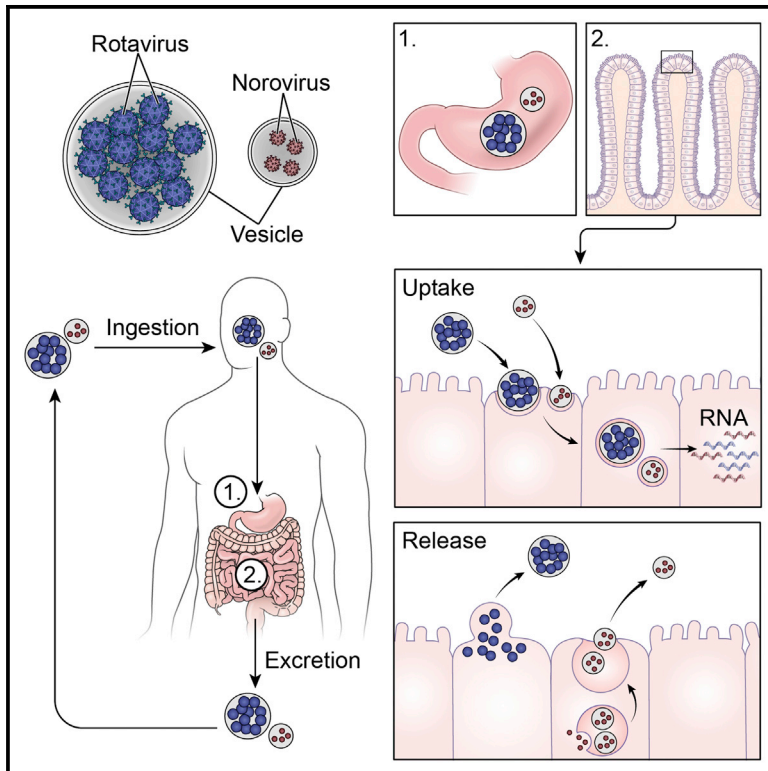 Rotavirus
Norovirus
Vesicle
Ingestion
1.
2.
Excretion
1.
2.
Uptake
RNA
Release